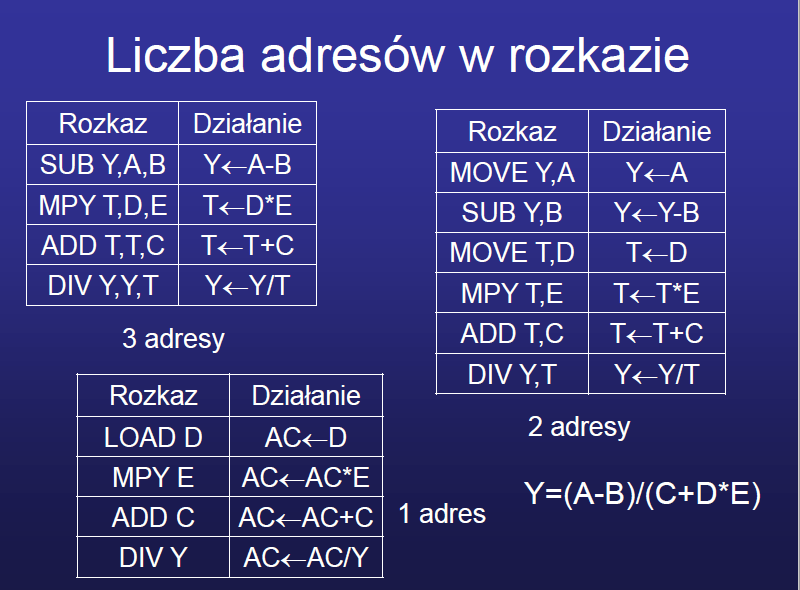 Liczba adresów w rozkazie
Rozkaz Działanie
SUB Y,A,B Y←A-B
MPY T,D,E T←D*E
ADD T,T,C T←T+C
DIV Y,Y,T Y←Y/T
3 adresy
Rozkaz Działanie
MOVE Y,A Y←A
SUB Y,B Y←Y-B
MOVE T,D T←D
MPY T,E T←T*E
ADD T,C T←T+C
DIV Y,T Y←Y/T
2 adresy
Rozkaz Działanie
LOAD D AC←D
MPY E AC←AC*E
ADD C AC←AC+C
DIV Y AC←AC/Y
1 adres
Y=(A-B)/(C+D*E)